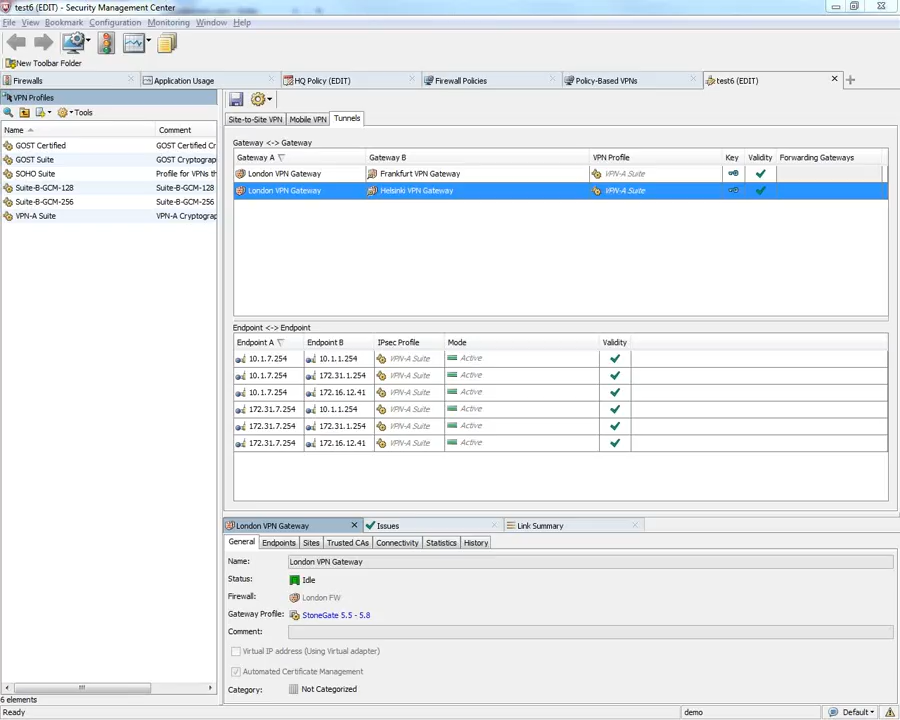 test6 (EDIT) - Security Management Center
File View Bookmark Configuration Monitoring Window Help
New Toolbar Folder
Firewalls
Application Usage
HQ Policy (EDIT)
Firewall Policies
Policy-Based VPNs
test6 (EDIT)
VPN Profiles
Tools
Name Comment
GOST Certified GOST Certified Cr
GOST Suite GOST Cryptograp
SOHO Suite Profile for VPNs th
Suite-B-GCM-128 Suite-B-GCM-128
Suite-B-GCM-256 Suite-B-GCM-256
VPN-A Suite VPN-A Cryptograp
6 elements
Ready
Site-to-Site VPN Mobile VPN Tunnels
Gateway <-> Gateway
Gateway A Gateway B VPN Profile Key Validity Forwarding Gateways
London VPN Gateway Frankfurt VPN Gateway VPN-A Suite
London VPN Gateway Helsinki VPN Gateway VPN-A Suite
Endpoint <-> Endpoint
Endpoint A Endpoint B IPsec Profile Mode Validity
10.1.7.254 10.1.1.254 VPN-A Suite Active
10.1.7.254 172.31.1.254 VPN-A Suite Active
10.1.7.254 172.16.12.41 VPN-A Suite Active
172.31.7.254 10.1.1.254 VPN-A Suite Active
172.31.7.254 172.31.1.254 VPN-A Suite Active
172.31.7.254 172.16.12.41 VPN-A Suite Active
London VPN Gateway Issues Link Summary
General Endpoints Sites Trusted CAs Connectivity Statistics History
Name: London VPN Gateway
Status: Idle
Firewall: London FW
Gateway Profile: StoneGate 5.5 - 5.8
Comment:
Virtual IP address (Using Virtual adapter)
Automated Certificate Management
Category: Not Categorized
demo
Default